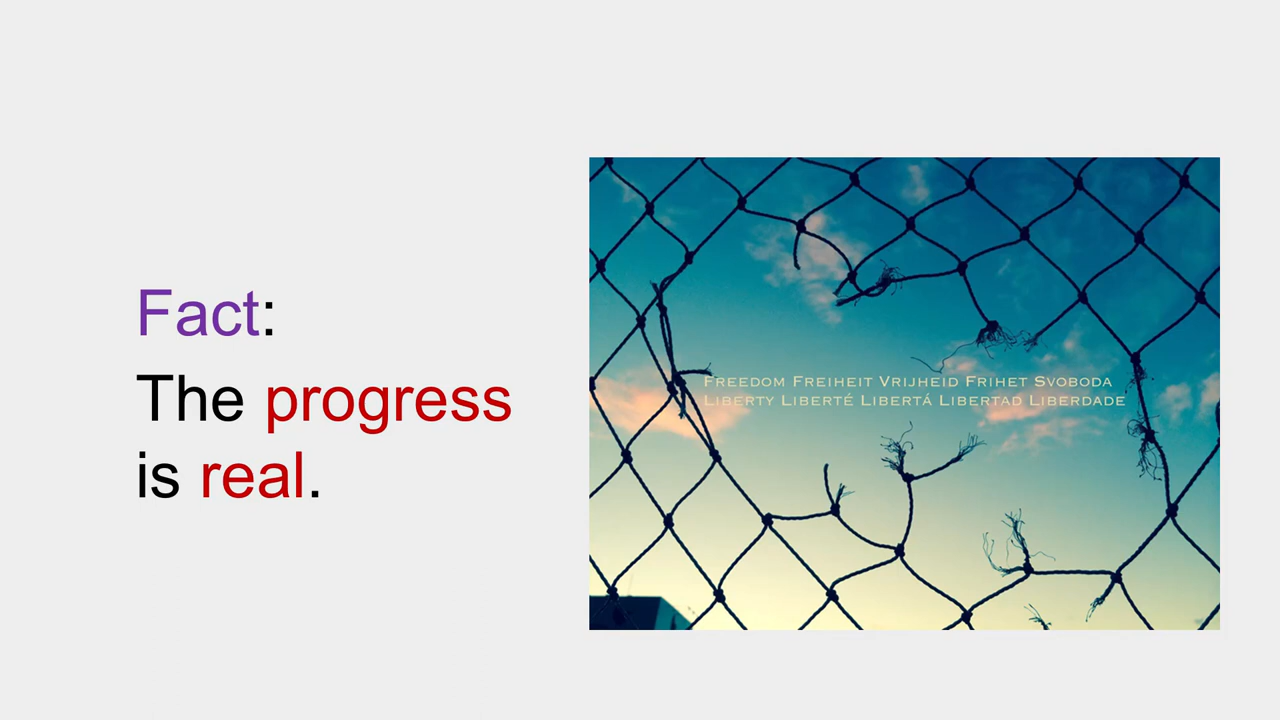 Fact:
The progress
is real.
FREEDOM FREIHEIT VRIJHEID FRIHET SVOBODA
LIBERTY LIBERTÉ LIBERTÁ LIBERTAD LIBERDADE